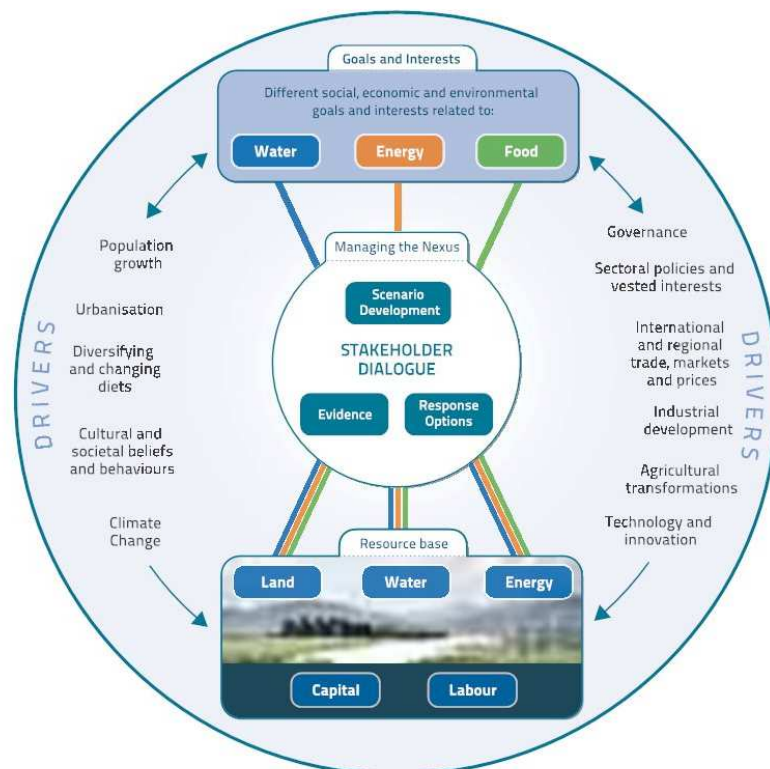 Goals and Interests
Different social, economic and environmental
goals and interests related to:
Water
Energy
Food
DRIVERS
Population
growth
Urbanisation
Diversifying
and changing
diets
Cultural and
societal beliefs
and behaviours
Climate
Change
Managing the Nexus
Scenario
Development
STAKEHOLDER
DIALOGUE
Evidence
Response
Options
Governance
Sectoral policies and
vested interests
International
and regional
trade, markets
and prices
Industrial
development
Agricultural
transformations
Technology and
innovation
DRIVERS
Resource base
Land
Water
Energy
Capital
Labour